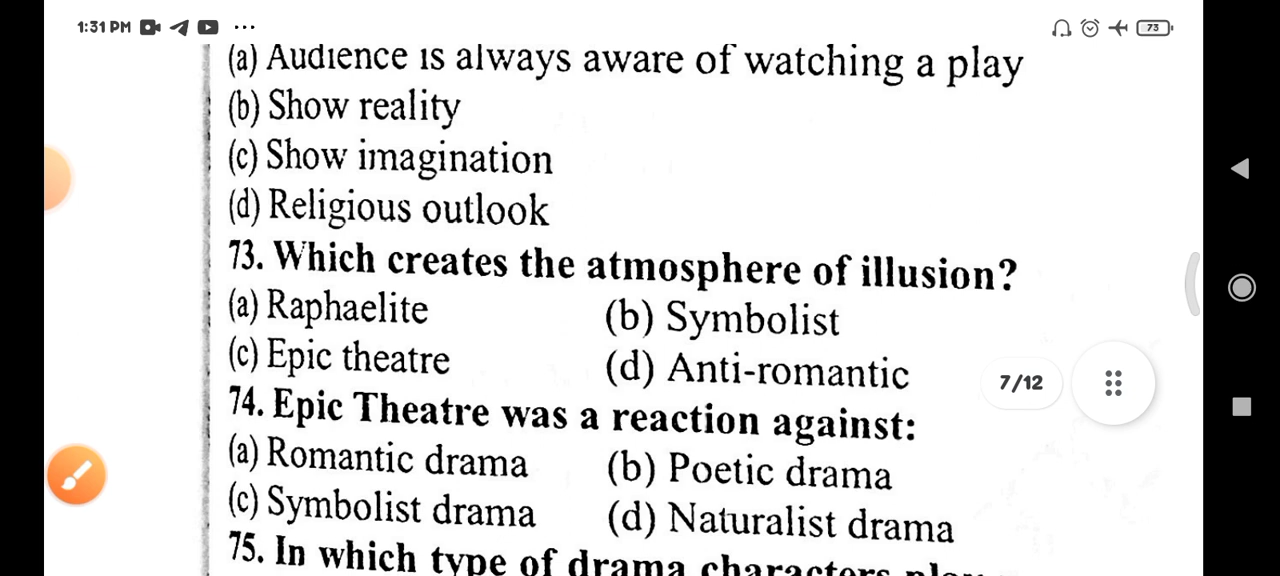 1:31 PM ...
73
(a) Audience is always aware of watching a play
(b) Show reality
(c) Show imagination
(d) Religious outlook
73. Which creates the atmosphere of illusion?
(a) Raphaelite (b) Symbolist
(c) Epic theatre (d) Anti-romantic
7/12
74. Epic Theatre was a reaction against:
(a) Romantic drama (b) Poetic drama
(c) Symbolist drama (d) Naturalist drama
75. In which type of drama characters